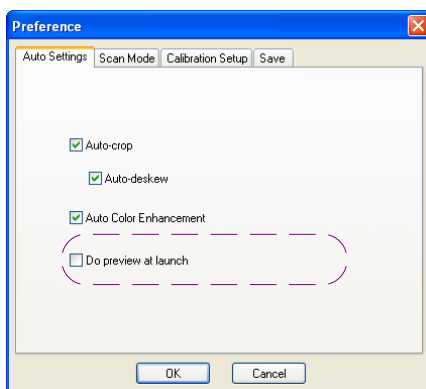 Preference
Auto Settings Scan Mode Calibration Setup Save
Auto-crop
Auto-deskew
Auto Color Enhancement
Do preview at launch
OK Cancel